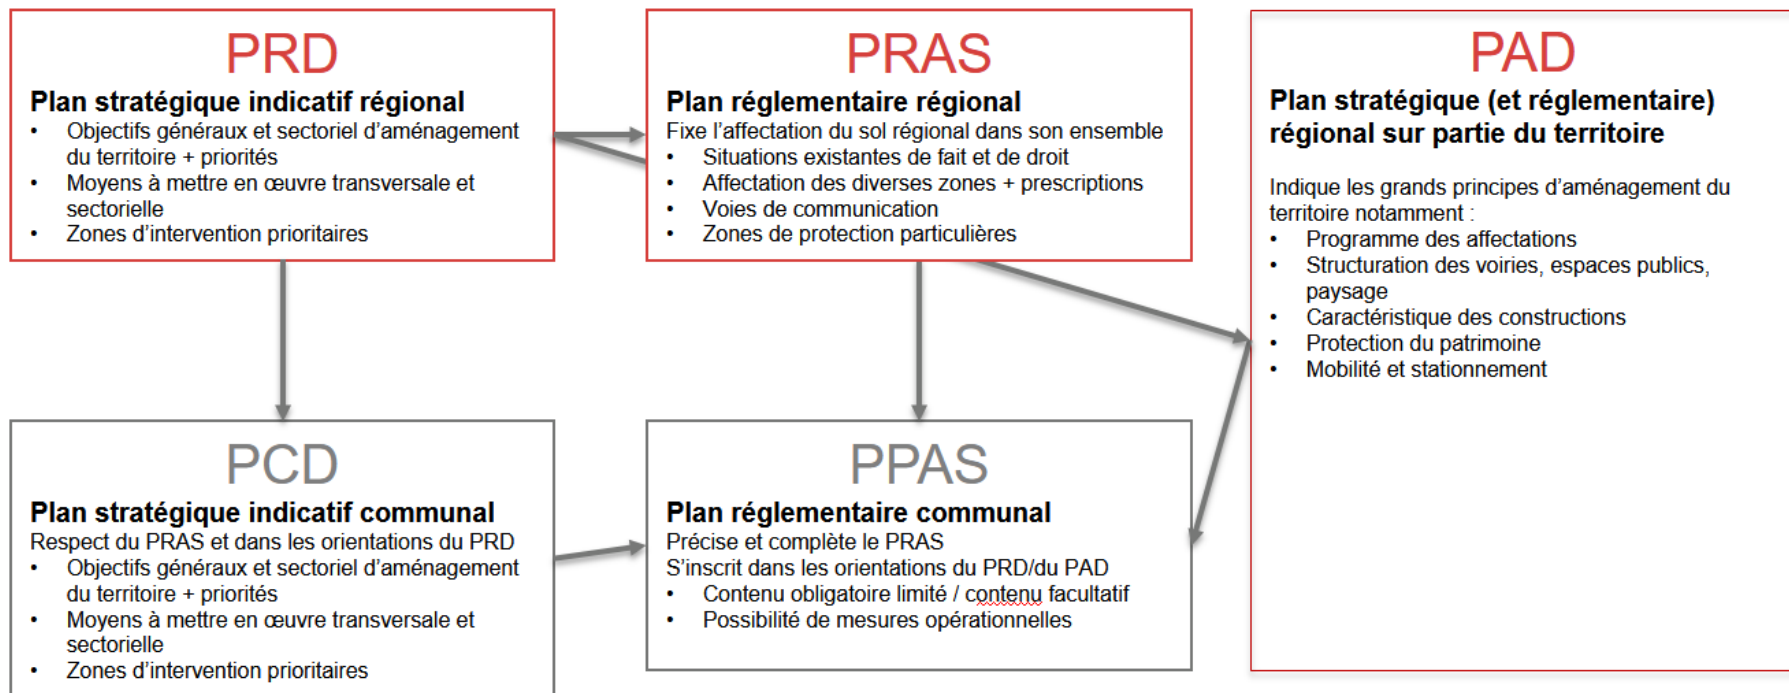 PRD
Plan stratégique indicatif régional
• Objectifs généraux et sectoriel d’aménagement
du territoire + priorités
• Moyens à mettre en œuvre transversale et
sectorielle
• Zones d’intervention prioritaires
PRAS
Plan réglementaire régional
Fixe l’affectation du sol régional dans son ensemble
• Situations existantes de fait et de droit
• Affectation des diverses zones + prescriptions
• Voies de communication
• Zones de protection particulières
PAD
Plan stratégique (et réglementaire)
régional sur partie du territoire
Indique les grands principes d’aménagement du
territoire notamment :
• Programme des affectations
• Structuration des voiries, espaces publics,
paysage
• Caractéristique des constructions
• Protection du patrimoine
• Mobilité et stationnement
PCD
Plan stratégique indicatif communal
Respect du PRAS et dans les orientations du PRD
• Objectifs généraux et sectoriel d’aménagement
du territoire + priorités
• Moyens à mettre en œuvre transversale et
sectorielle
• Zones d’intervention prioritaires
PPAS
Plan réglementaire communal
Précise et complète le PRAS
S’inscrit dans les orientations du PRD/du PAD
• Contenu obligatoire limité / contenu facultatif
• Possibilité de mesures opérationnelles